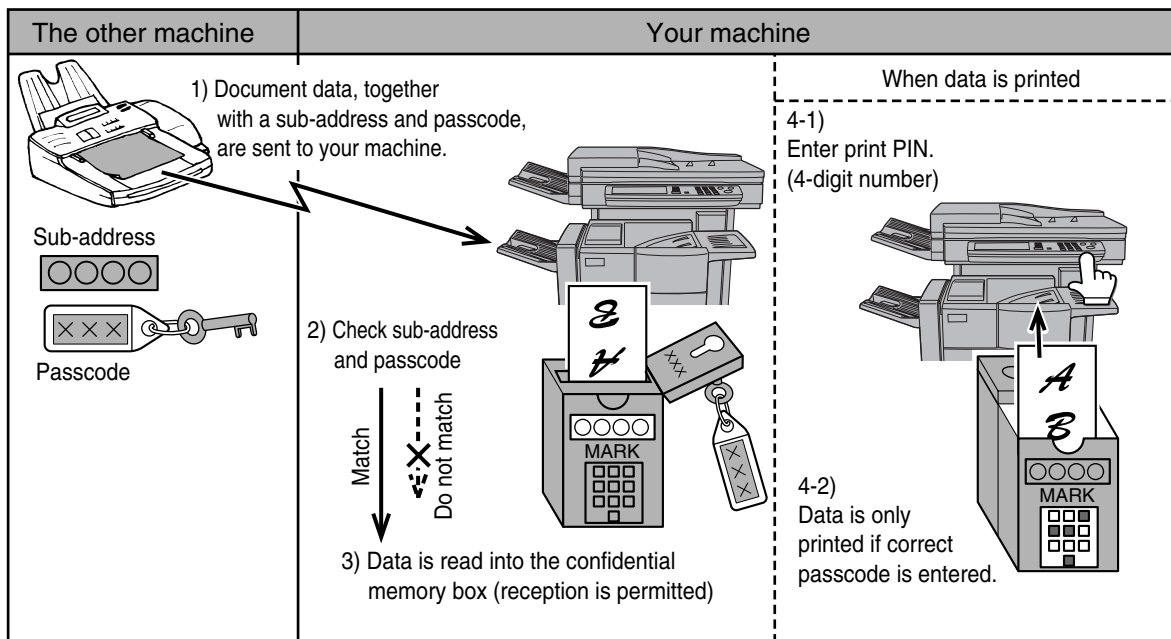 The other machine
Your machine
1) Document data, together
with a sub-address and passcode,
are sent to your machine.
Sub-address
○○○○
×××
Passcode
2) Check sub-address
and passcode
Match
Do not match
A
B
×××
○○○○
MARK
×××
3) Data is read into the confidential
memory box (reception is permitted)
When data is printed
4-1)
Enter print PIN.
(4-digit number)
A
B
○○○○
MARK
4-2)
Data is only
printed if correct
passcode is entered.